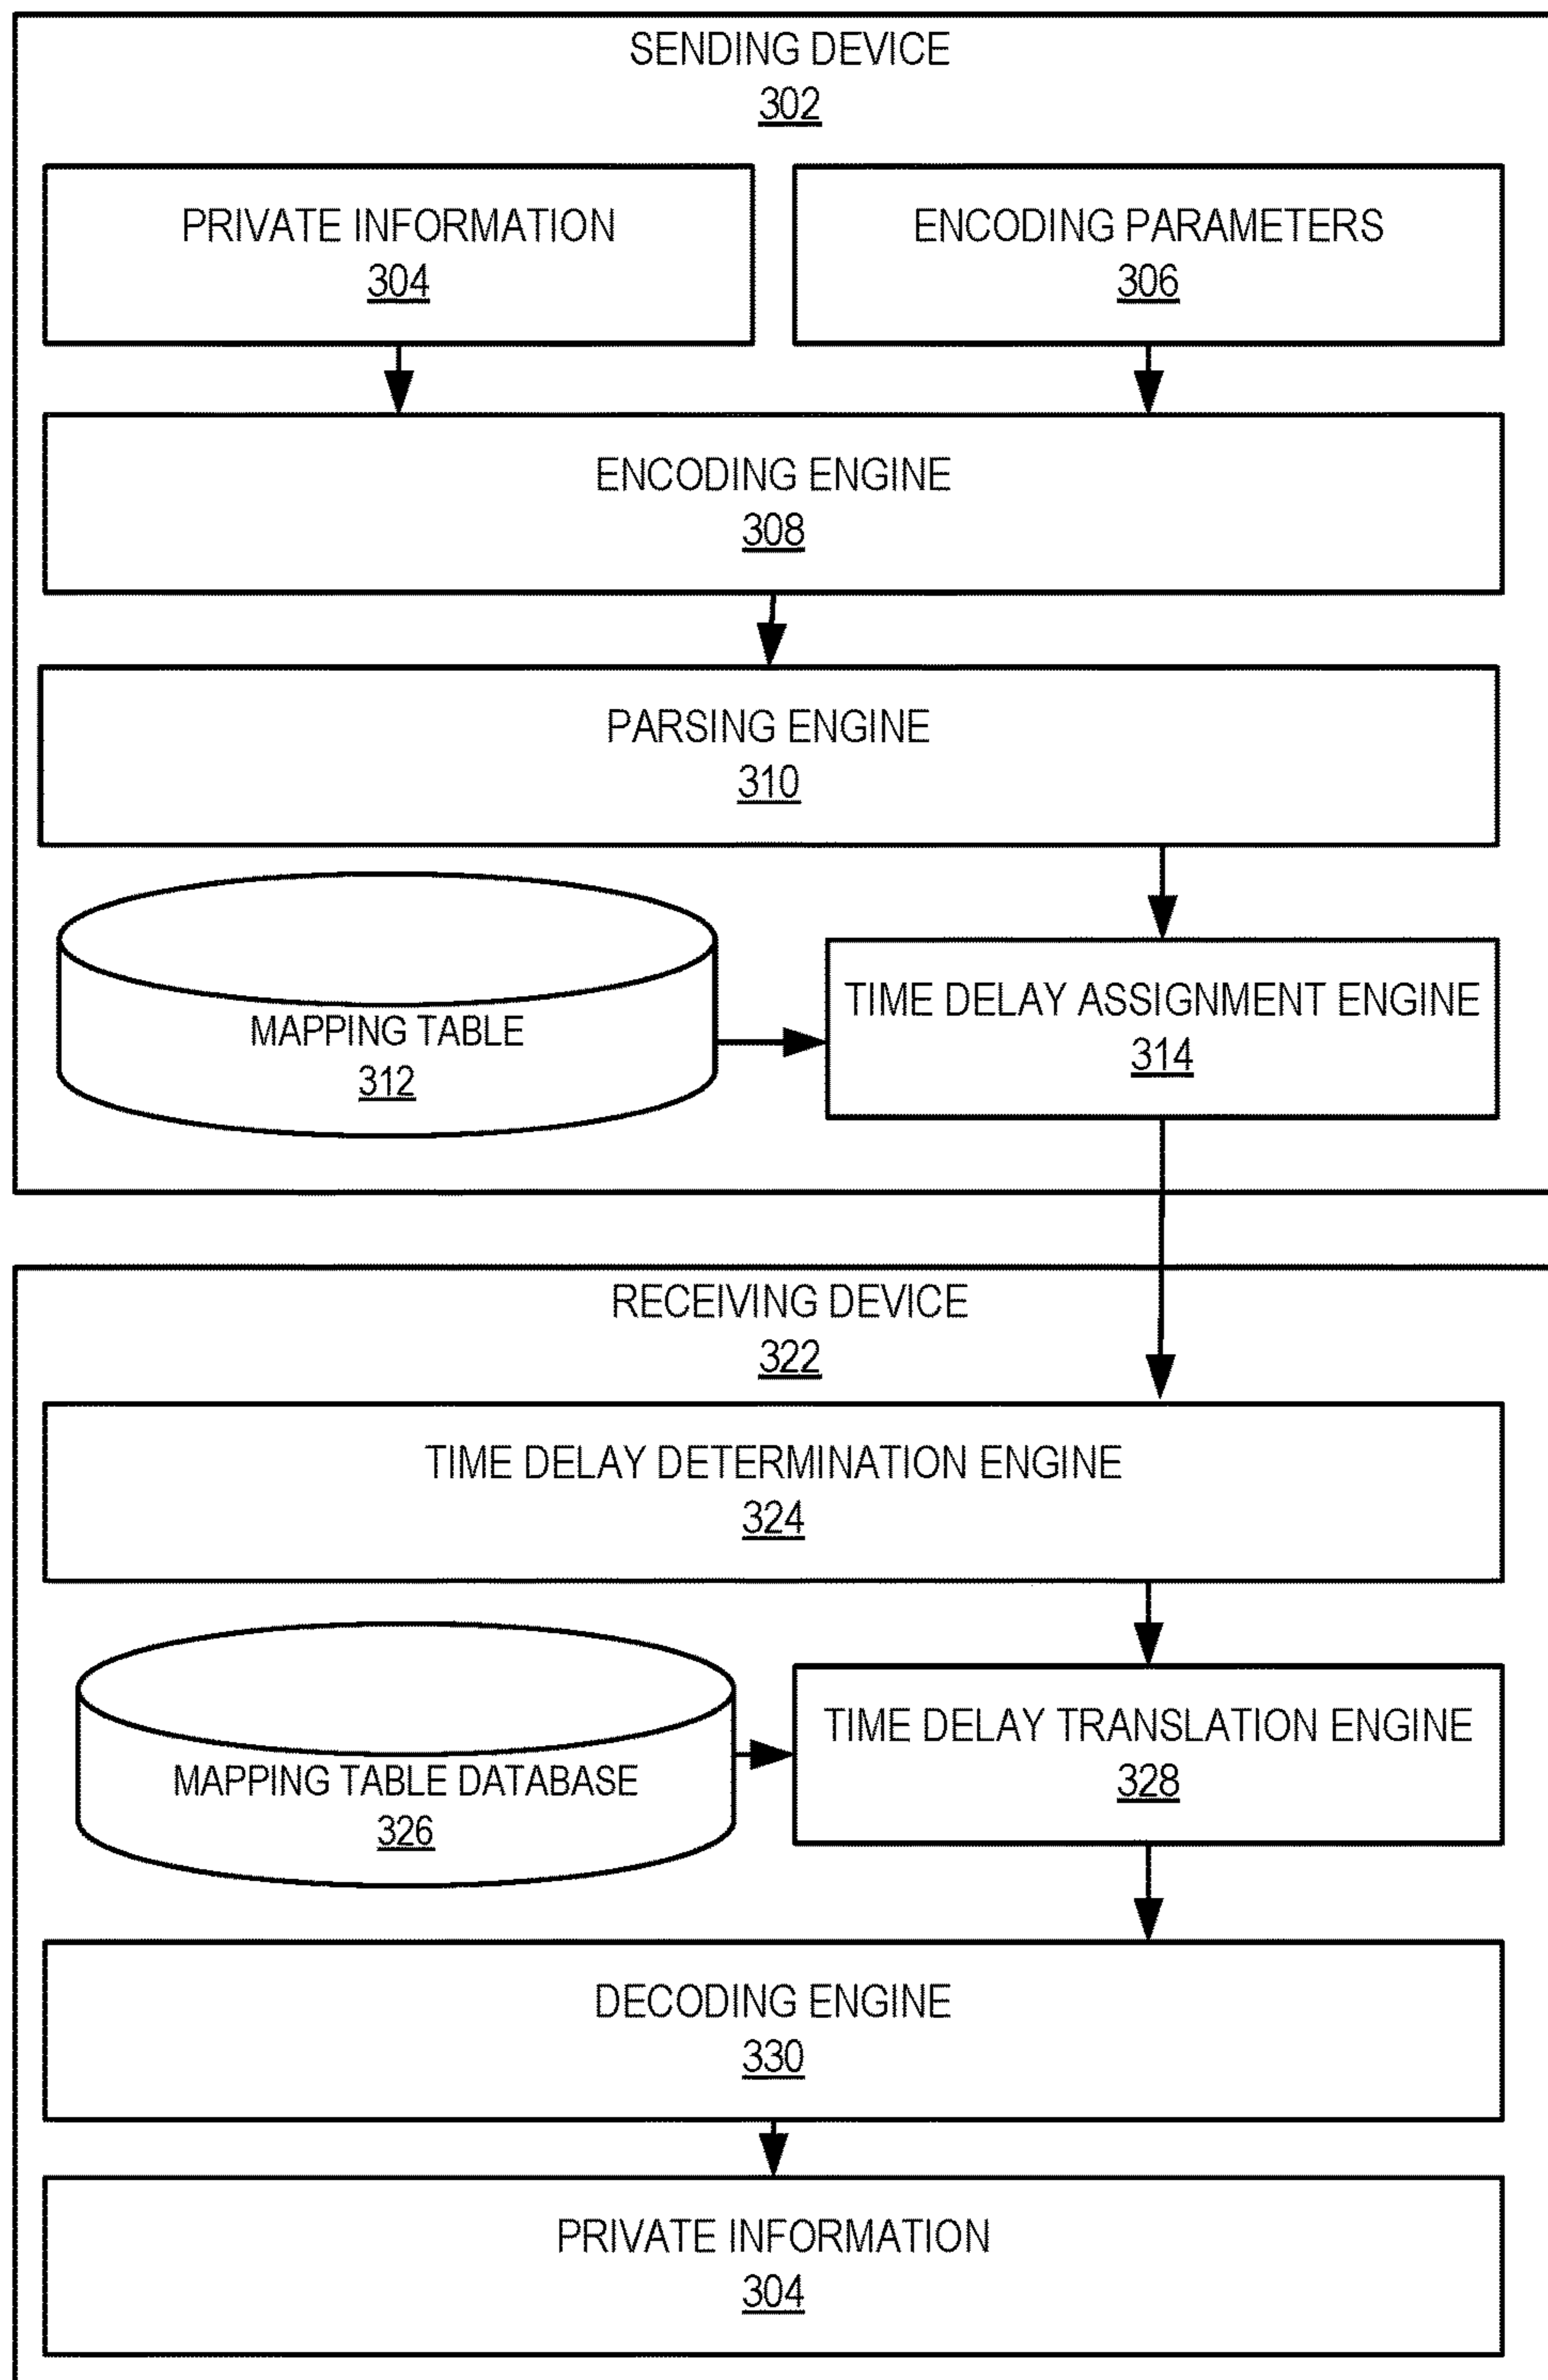 SENDING DEVICE
302
PRIVATE INFORMATION
304
ENCODING PARAMETERS
306
ENCODING ENGINE
308
PARSING ENGINE
310
MAPPING TABLE
312
TIME DELAY ASSIGNMENT ENGINE
314
RECEIVING DEVICE
322
TIME DELAY DETERMINATION ENGINE
324
MAPPING TABLE DATABASE
326
TIME DELAY TRANSLATION ENGINE
328
DECODING ENGINE
330
PRIVATE INFORMATION
304